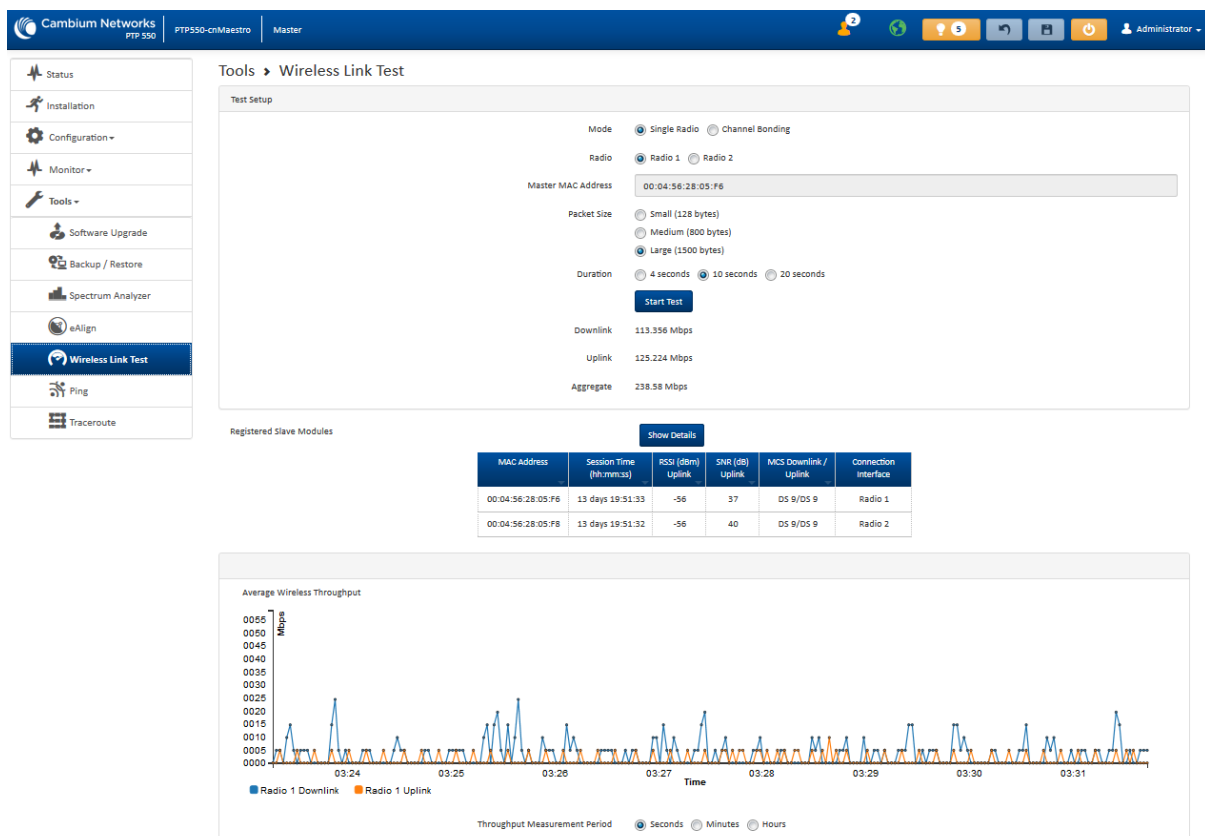 Cambium Networks
PTP 550
PTP550-cnMaestro
Master
2
5
Administrator
Status
Installation
Configuration
Monitor
Tools
Software Upgrade
Backup / Restore
Spectrum Analyzer
eAlign
Wireless Link Test
Ping
Traceroute
Tools > Wireless Link Test
Test Setup
Mode Single Radio Channel Bonding
Radio Radio 1 Radio 2
Master MAC Address 00:04:56:28:05:F6
Packet Size Small (128 bytes)
Medium (800 bytes)
Large (1500 bytes)
Duration 4 seconds 10 seconds 20 seconds
Start Test
Downlink 113.356 Mbps
Uplink 125.224 Mbps
Aggregate 238.58 Mbps
Registered Slave Modules Show Details
MAC Address Session Time (hh:mm:ss) RSSI (dBm) Uplink SNR (dB) Uplink MCS Downlink / Uplink Connection Interface
00:04:56:28:05:F6 13 days 19:51:33 -56 37 DS 9/DS 9 Radio 1
00:04:56:28:05:F8 13 days 19:51:32 -56 40 DS 9/DS 9 Radio 2
Average Wireless Throughput
Mbps
0055
0050
0045
0040
0035
0030
0025
0020
0015
0010
0005
0000
03:24 03:25 03:26 03:27 03:28 03:29 03:30 03:31
Time
Radio 1 Downlink Radio 1 Uplink
Throughput Measurement Period Seconds Minutes Hours